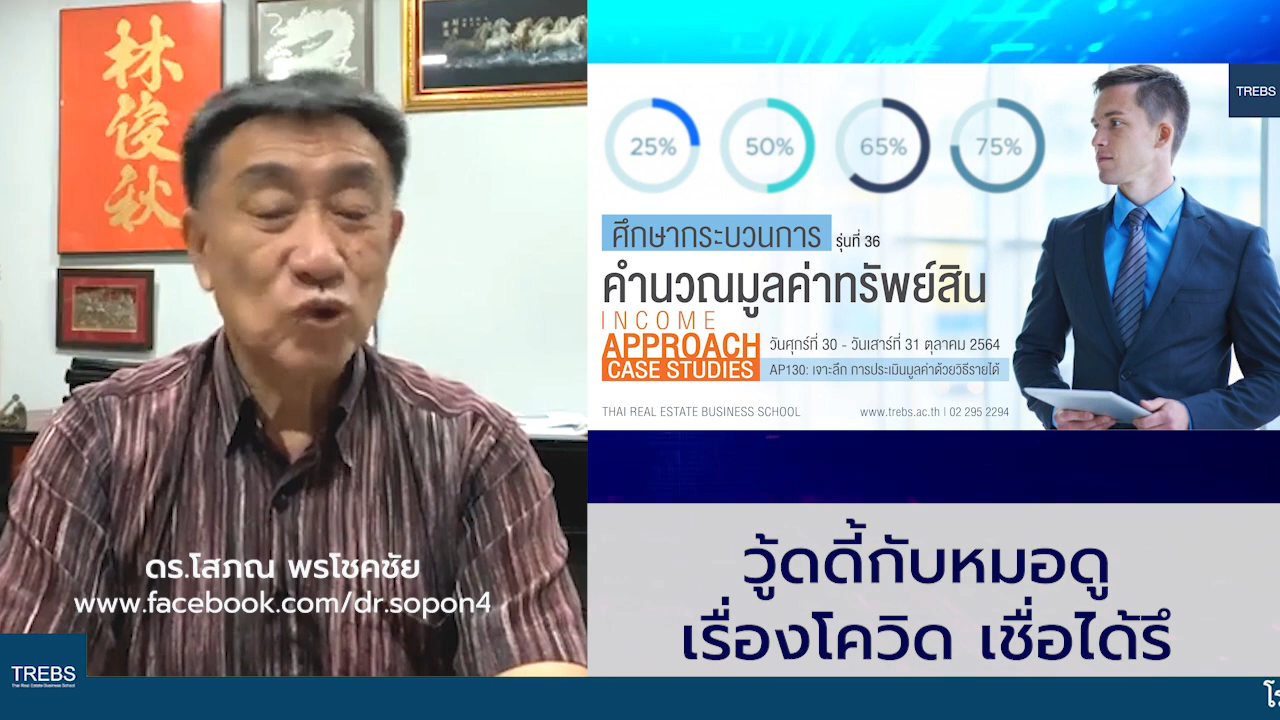 林
俊
秋
ดร.โสภณ พรโชคชัย
www.facebook.com/dr.sopon4
TREBS
Thai Real Estate Business School
TREBS
25%
50%
65%
75%
ศึกษากระบวนการ รุ่นที่ 36
คำนวณมูลค่าทรัพย์สิน
INCOME
APPROACH
CASE STUDIES
วันศุกร์ที่ 30 - วันเสาร์ที่ 31 ตุลาคม 2564
AP130: เจาะลึก การประเมินมูลค่าด้วยวิธีรายได้
THAI REAL ESTATE BUSINESS SCHOOL
www.trebs.ac.th | 02 295 2294
วู้ดดี้กับหมอดู
เรื่องโควิด เชื่อได้รึ